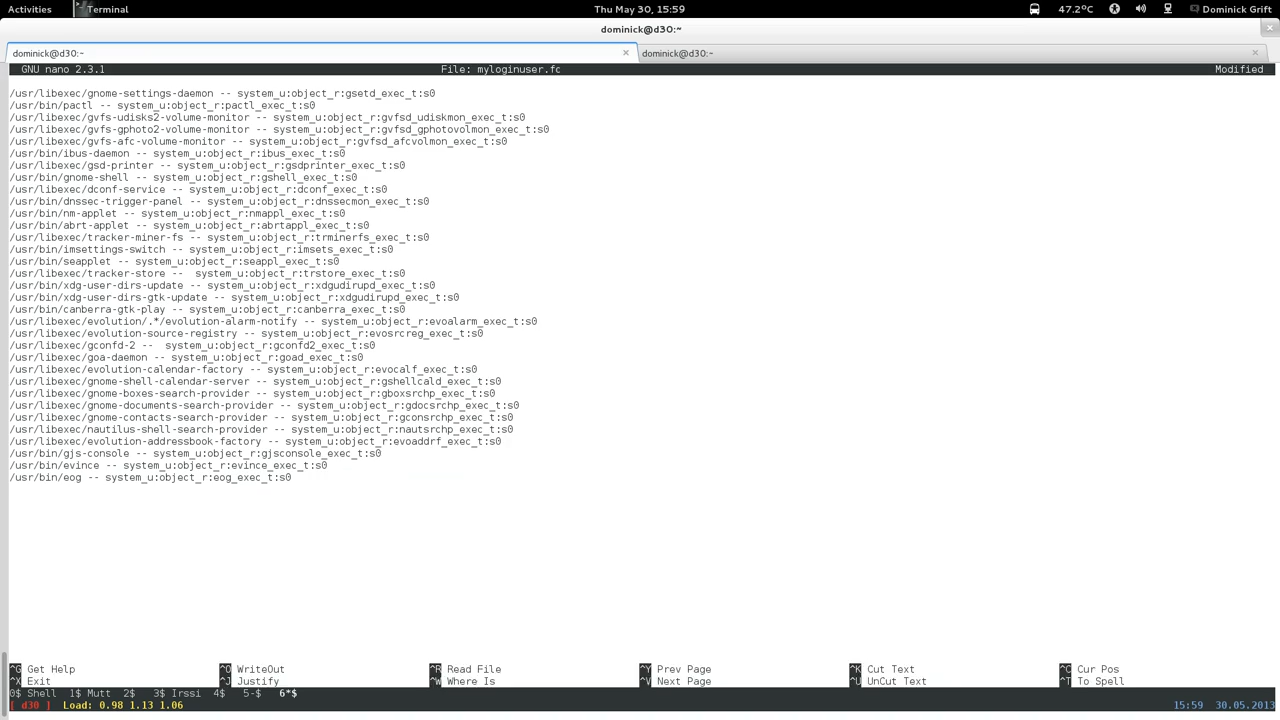 Activities Terminal Thu May 30, 15:59 47.2°C Dominick Grift
dominick@d30:~
dominick@d30:~ dominick@d30:~
GNU nano 2.3.1 File: myloginuser.fc Modified
/usr/libexec/gnome-settings-daemon -- system_u:object_r:gsetd_exec_t:s0
/usr/bin/pactl -- system_u:object_r:pactl_exec_t:s0
/usr/libexec/gvfs-udisks2-volume-monitor -- system_u:object_r:gvfsd_udiskmon_exec_t:s0
/usr/libexec/gvfs-gphoto2-volume-monitor -- system_u:object_r:gvfsd_gphotovolmon_exec_t:s0
/usr/libexec/gvfs-afc-volume-monitor -- system_u:object_r:gvfsd_afcvolmon_exec_t:s0
/usr/bin/ibus-daemon -- system_u:object_r:ibus_exec_t:s0
/usr/libexec/gsd-printer -- system_u:object_r:gsdprinter_exec_t:s0
/usr/bin/gnome-shell -- system_u:object_r:gshell_exec_t:s0
/usr/libexec/dconf-service -- system_u:object_r:dconf_exec_t:s0
/usr/bin/dnssec-trigger-panel -- system_u:object_r:dnssecmon_exec_t:s0
/usr/bin/nm-applet -- system_u:object_r:nmappl_exec_t:s0
/usr/bin/abrt-applet -- system_u:object_r:abrtappl_exec_t:s0
/usr/libexec/tracker-miner-fs -- system_u:object_r:trminerfs_exec_t:s0
/usr/bin/imsettings-switch -- system_u:object_r:imsets_exec_t:s0
/usr/bin/seapplet -- system_u:object_r:seappl_exec_t:s0
/usr/libexec/tracker-store --  system_u:object_r:trstore_exec_t:s0
/usr/bin/xdg-user-dirs-update -- system_u:object_r:xdgudirupd_exec_t:s0
/usr/bin/xdg-user-dirs-gtk-update -- system_u:object_r:xdgudirupd_exec_t:s0
/usr/bin/canberra-gtk-play -- system_u:object_r:canberra_exec_t:s0
/usr/libexec/evolution/.*/evolution-alarm-notify -- system_u:object_r:evoalarm_exec_t:s0
/usr/libexec/evolution-source-registry -- system_u:object_r:evosrcreg_exec_t:s0
/usr/libexec/gconfd-2 --  system_u:object_r:gconfd2_exec_t:s0
/usr/libexec/goa-daemon -- system_u:object_r:goad_exec_t:s0
/usr/libexec/evolution-calendar-factory -- system_u:object_r:evocalf_exec_t:s0
/usr/libexec/gnome-shell-calendar-server -- system_u:object_r:gshellcald_exec_t:s0
/usr/libexec/gnome-boxes-search-provider -- system_u:object_r:gboxsrchp_exec_t:s0
/usr/libexec/gnome-documents-search-provider -- system_u:object_r:gdocsrchp_exec_t:s0
/usr/libexec/gnome-contacts-search-provider -- system_u:object_r:gconsrchp_exec_t:s0
/usr/libexec/nautilus-shell-search-provider -- system_u:object_r:nautsrchp_exec_t:s0
/usr/libexec/evolution-addressbook-factory -- system_u:object_r:evoaddrf_exec_t:s0
/usr/bin/gjs-console -- system_u:object_r:gjsconsole_exec_t:s0
/usr/bin/evince -- system_u:object_r:evince_exec_t:s0
/usr/bin/eog -- system_u:object_r:eog_exec_t:s0
^G Get Help ^O WriteOut ^R Read File ^Y Prev Page ^K Cut Text ^C Cur Pos
^X Exit ^J Justify ^W Where Is ^V Next Page ^U UnCut Text ^T To Spell
0$ Shell 1$ Mutt 2$ 3$ Irssi 4$ 5-$ 6*$
[ d30 ] Load: 0.98 1.13 1.06 15:59 30.05.2013